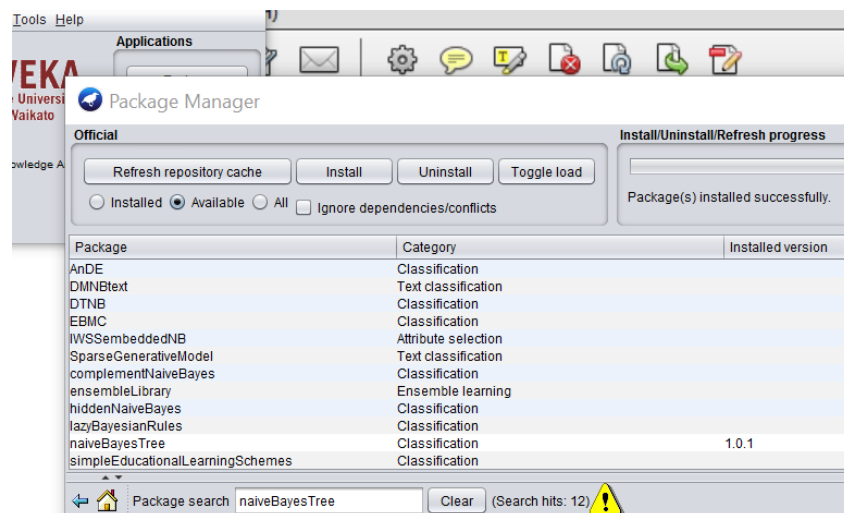 Tools Help
Applications
WEKA
Universi
Waikato
owledge A
Package Manager
Official
Install/Uninstall/Refresh progress
Refresh repository cache Install Uninstall Toggle load
Installed Available All Ignore dependencies/conflicts
Package(s) installed successfully.
Package Category Installed version
AnDE Classification
DMNBtext Text classification
DTNB Classification
EBMC Classification
IWSSembeddedNB Attribute selection
SparseGenerativeModel Text classification
complementNaiveBayes Classification
ensembleLibrary Ensemble learning
hiddenNaiveBayes Classification
lazyBayesianRules Classification
naiveBayesTree Classification 1.0.1
simpleEducationalLearningSchemes Classification
Package search naiveBayesTree Clear (Search hits: 12)